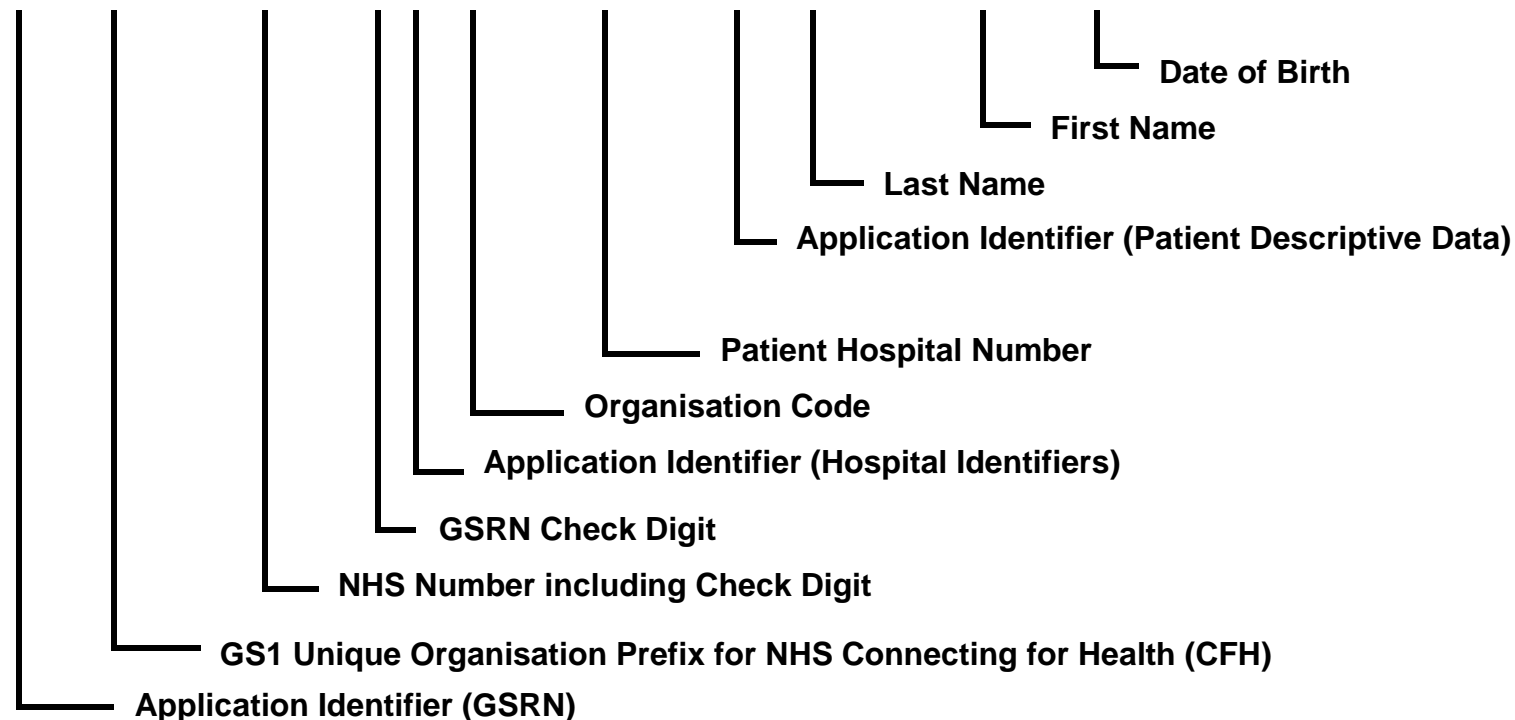 Date of Birth
First Name
Last Name
Application Identifier (Patient Descriptive Data)
Patient Hospital Number
Organisation Code
Application Identifier (Hospital Identifiers)
GSRN Check Digit
NHS Number including Check Digit
GS1 Unique Organisation Prefix for NHS Connecting for Health (CFH)
Application Identifier (GSRN)